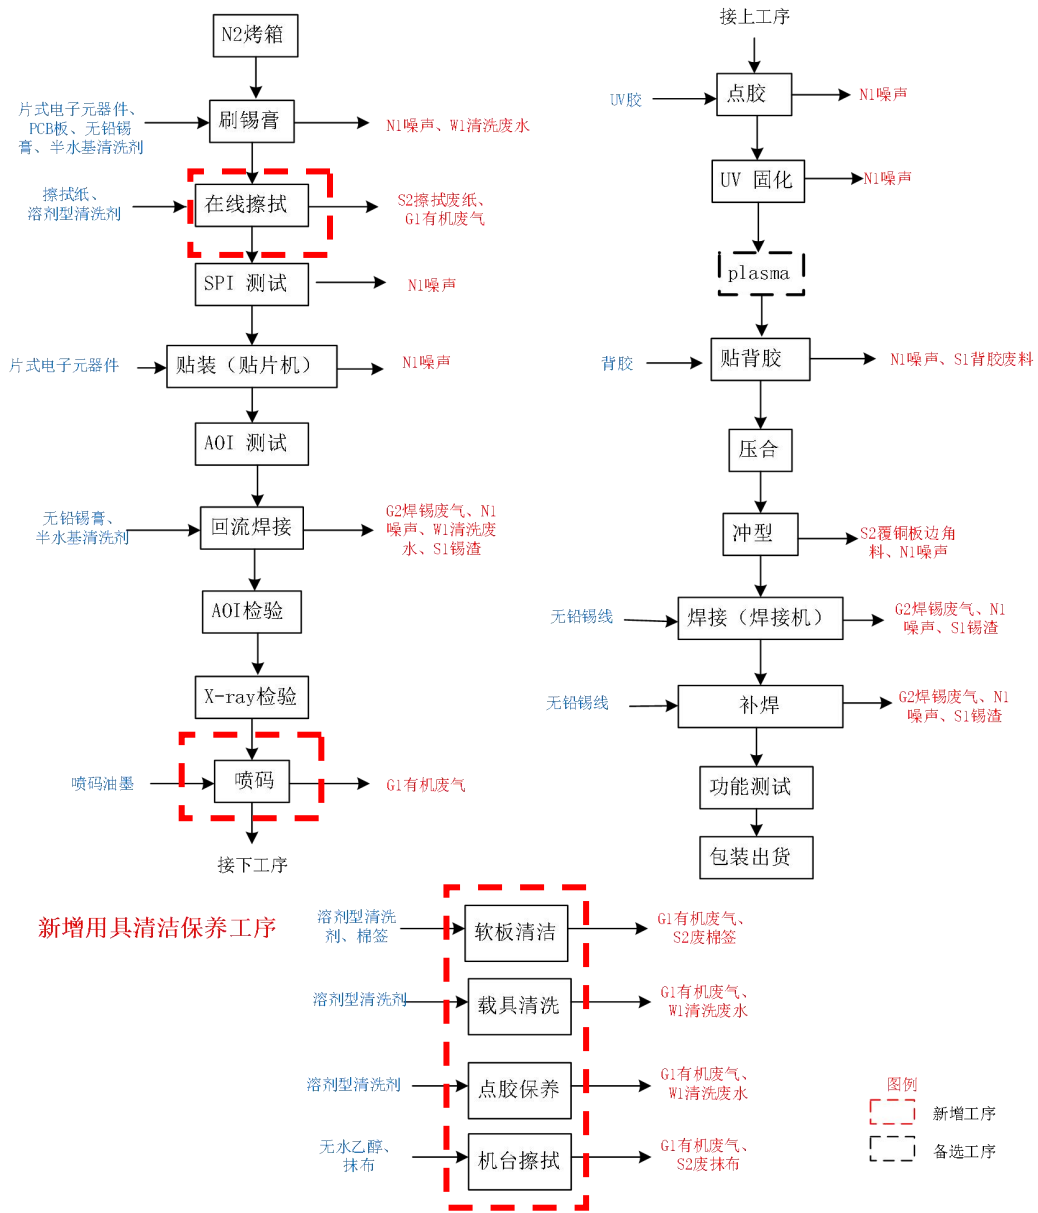 N2烤箱
片式电子元器件、
PCB板、无铅锡
膏、半水基清洗剂
刷锡膏
N1噪声、W1清洗废水
擦拭纸、
溶剂型清洗剂
在线擦拭
S2擦拭废纸、
G1有机废气
SPI 测试
N1噪声
片式电子元器件
贴装（贴片机）
N1噪声
AOI 测试
无铅锡膏、
半水基清洗剂
回流焊接
G2焊锡废气、N1
噪声、W1清洗废
水、S1锡渣
AOI检验
X-ray检验
喷码油墨
喷码
G1有机废气
接下工序
接上工序
UV胶
点胶
N1噪声
UV 固化
N1噪声
plasma
背胶
贴背胶
N1噪声、S1背胶废料
压合
冲型
S2覆铜板边角
料、N1噪声
无铅锡线
焊接（焊接机）
G2焊锡废气、N1
噪声、S1锡渣
无铅锡线
补焊
G2焊锡废气、N1
噪声、S1锡渣
功能测试
包装出货
新增用具清洁保养工序
溶剂型清洗
剂、棉签
软板清洁
G1有机废气、
S2废棉签
溶剂型清洗剂
载具清洗
G1有机废气、
W1清洗废水
溶剂型清洗剂
点胶保养
G1有机废气、
W1清洗废水
无水乙醇、
抹布
机台擦拭
G1有机废气、
S2废抹布
图例
新增工序
备选工序